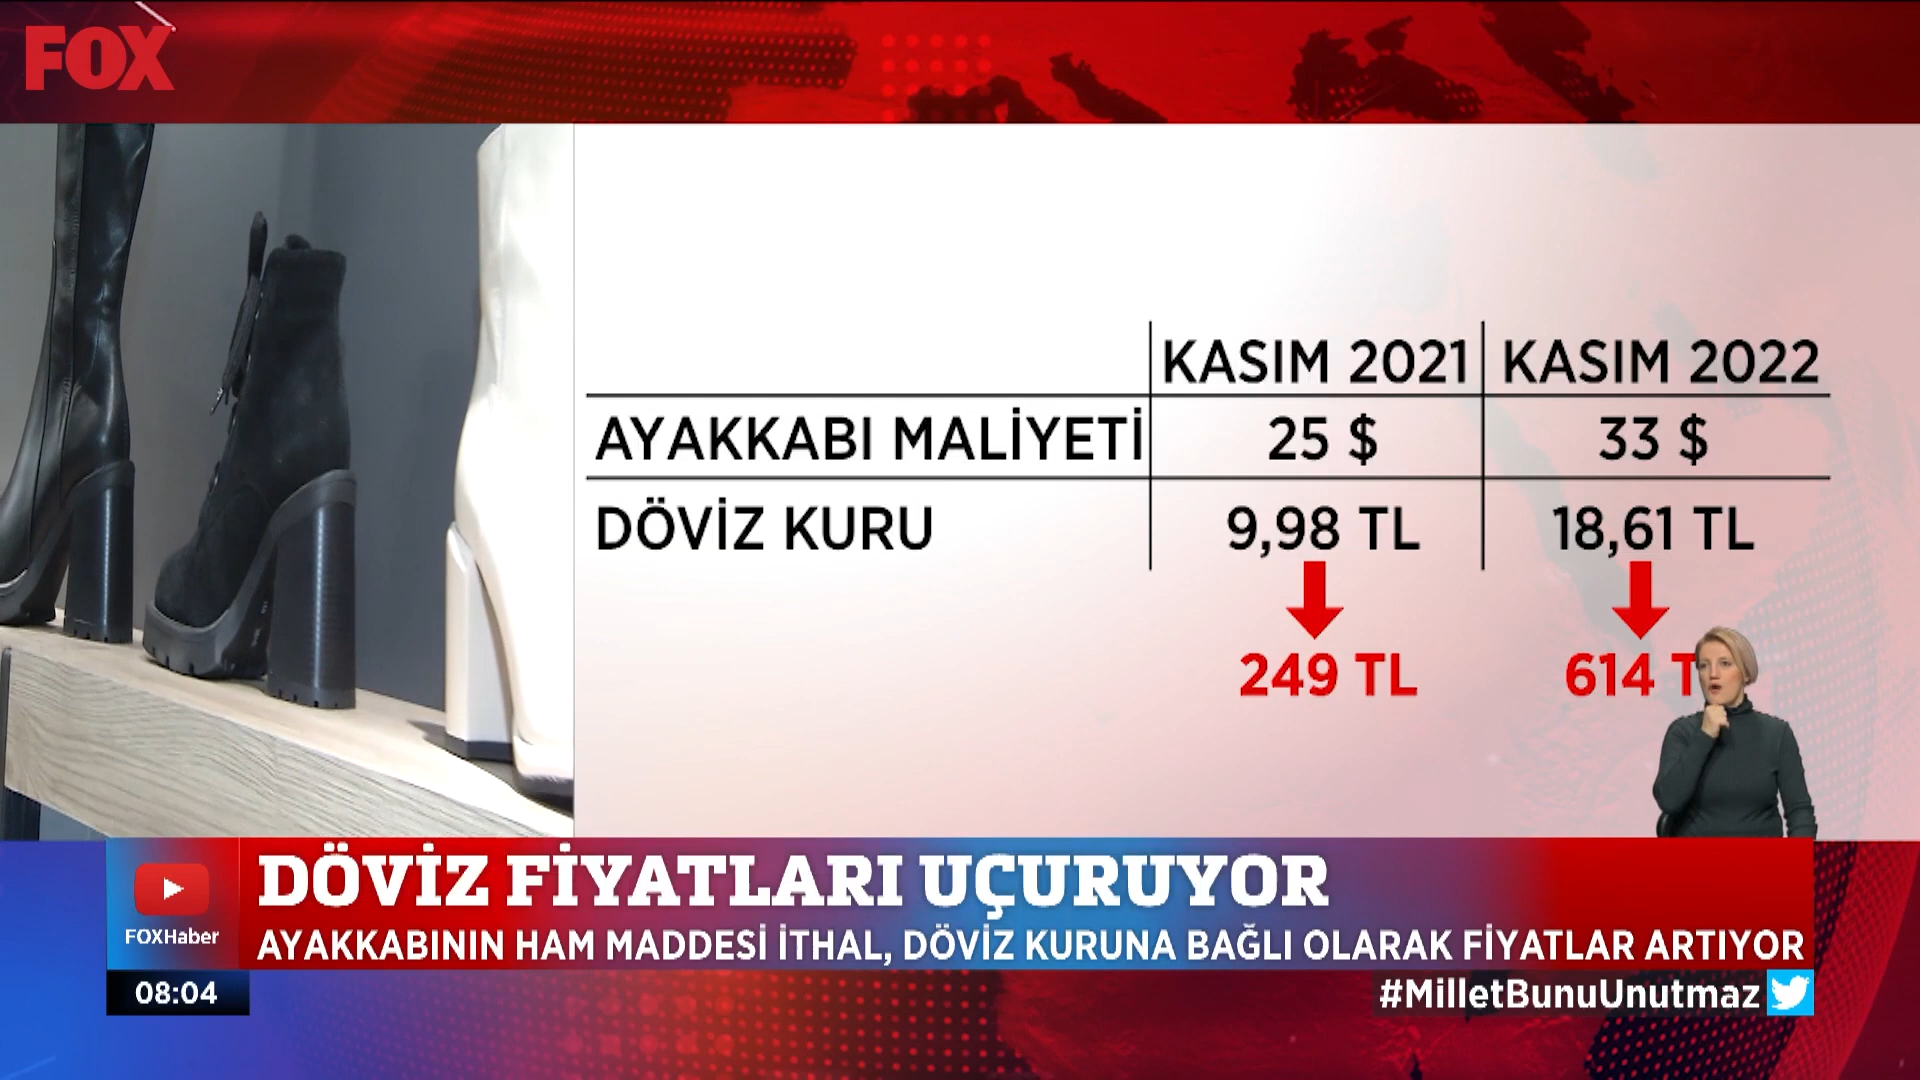 FOX
KASIM 2021 KASIM 2022
AYAKKABI MALİYETİ 25 $ 33 $
DÖVİZ KURU 9,98 TL 18,61 TL
249 TL 614
DÖVİZ FİYATLARI UÇURUYOR
FOXHaber
AYAKKABININ HAM MADDESİ İTHAL, DÖVİZ KURUNA BAĞLI OLARAK FİYATLAR ARTIYOR
08:04
#MilletBunuUnutmaz